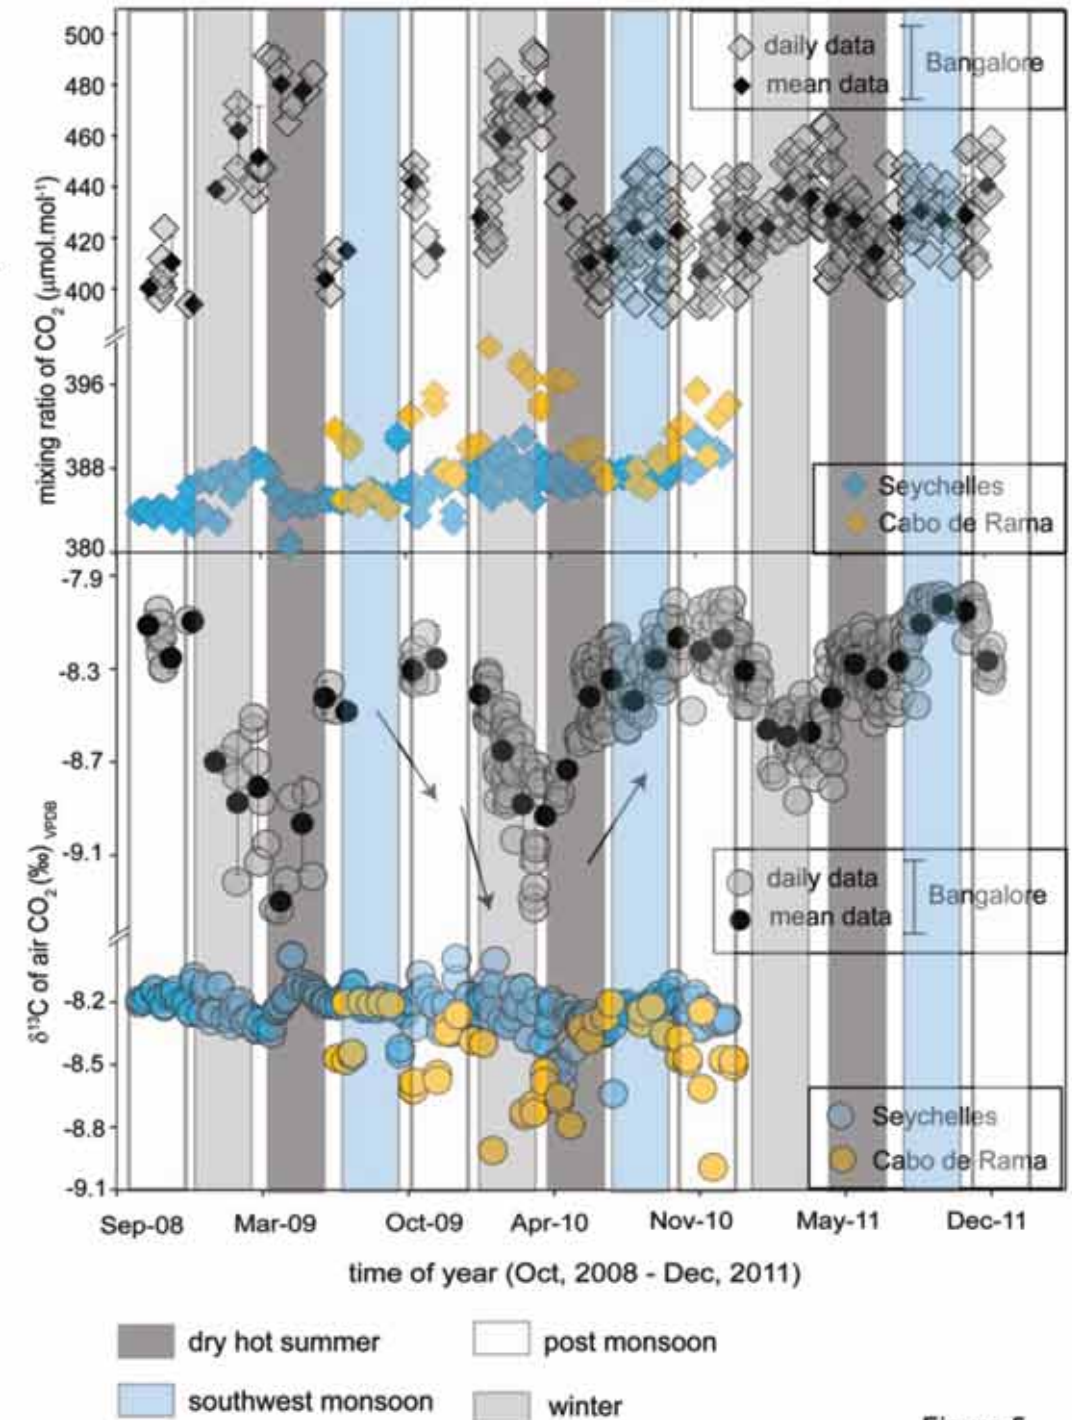 500
480
460
440
420
400
396
388
380
mixing ratio of CO2 (μmol.mol-1)
daily data
mean data
Bangalore
Seychelles
Cabo de Rama
-7.9
-8.3
-8.7
-9.1
-8.2
-8.5
-8.8
-9.1
δ13C of air CO2 (‰) VPDB
daily data
mean data
Bangalore
Seychelles
Cabo de Rama
Sep-08 Mar-09 Oct-09 Apr-10 Nov-10 May-11 Dec-11
time of year (Oct, 2008 - Dec, 2011)
dry hot summer
post monsoon
southwest monsoon
winter